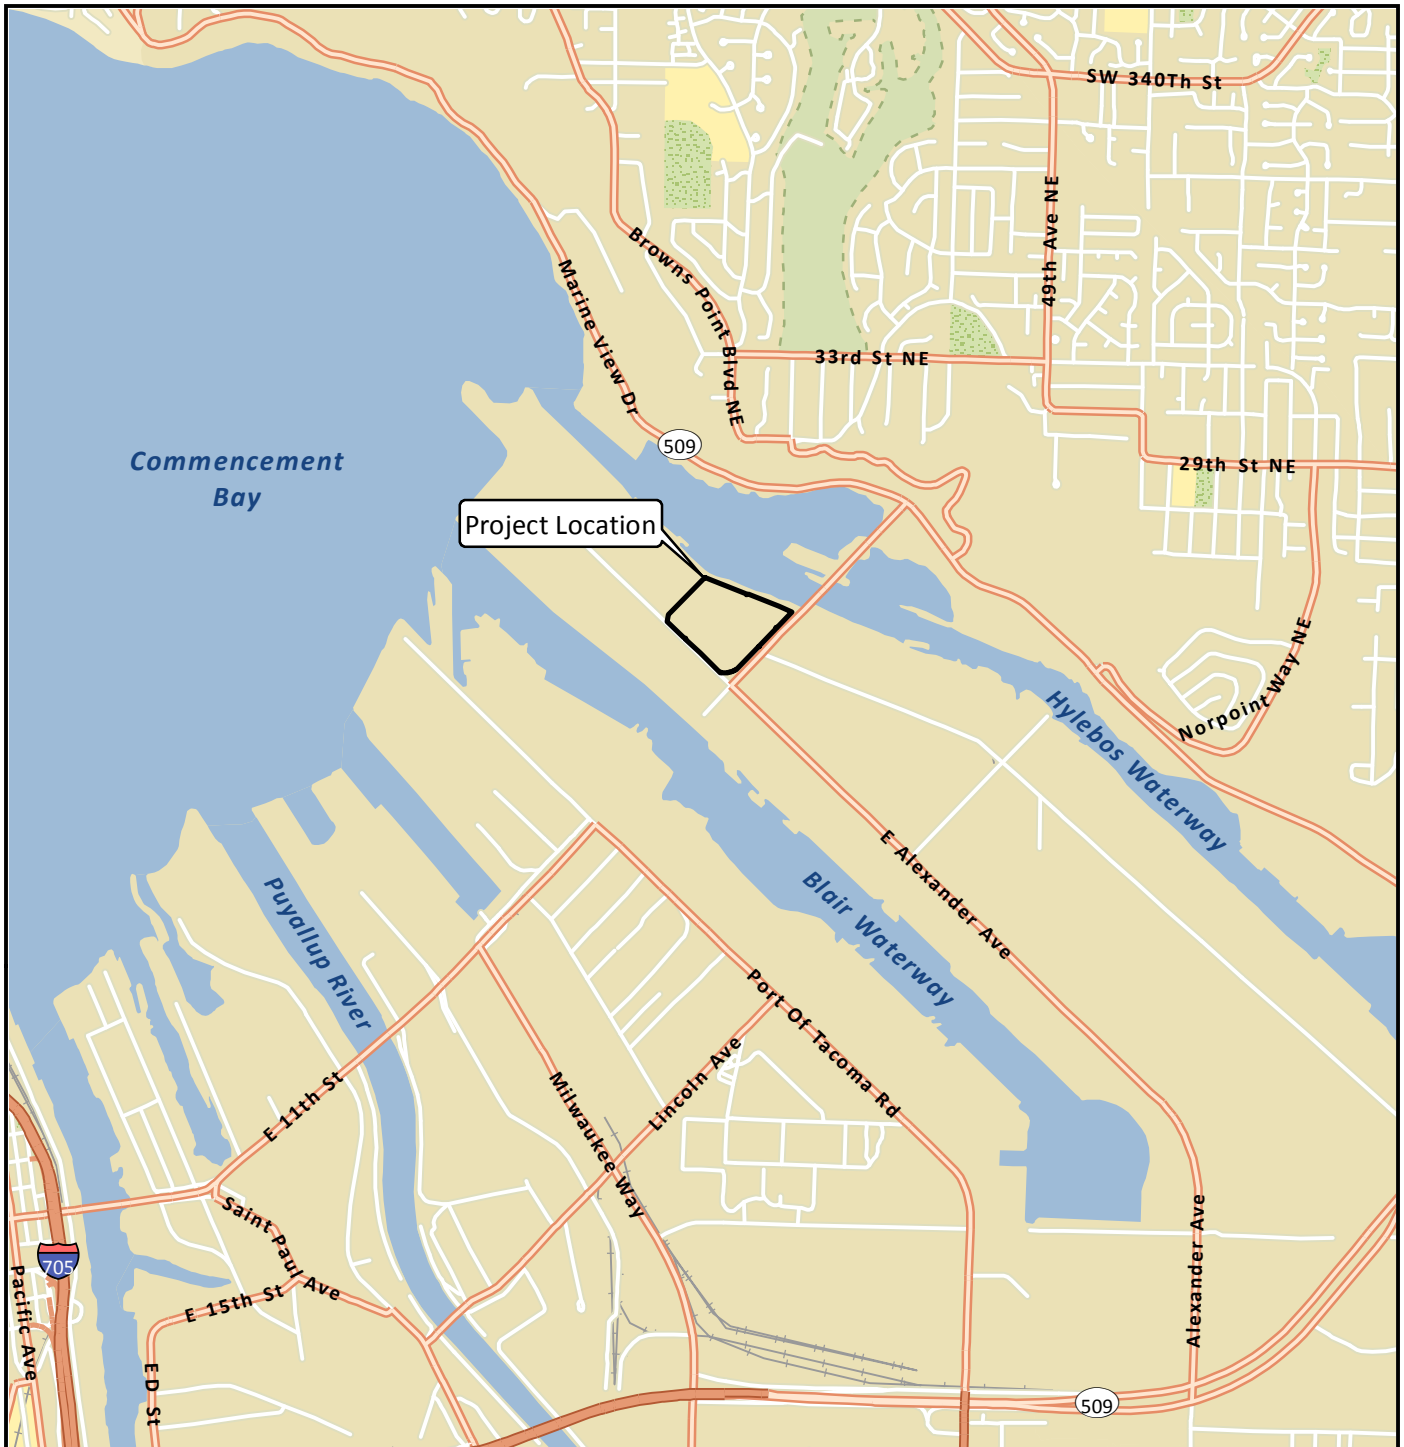 SW 340Th St
49th Ave NE
Browns Point Blvd NE
Marine View Dr
33rd St NE
509
29th St NE
Commencement
Bay
Project Location
Norpoint Way NE
Hylebos Waterway
E Alexander Ave
Blair Waterway
Puyallup River
Port Of Tacoma Rd
Lincoln Ave
Milwaukee Way
E 11th St
Saint Paul Ave
E 15th St
705
Pacific Ave
E D St
Alexander Ave
509